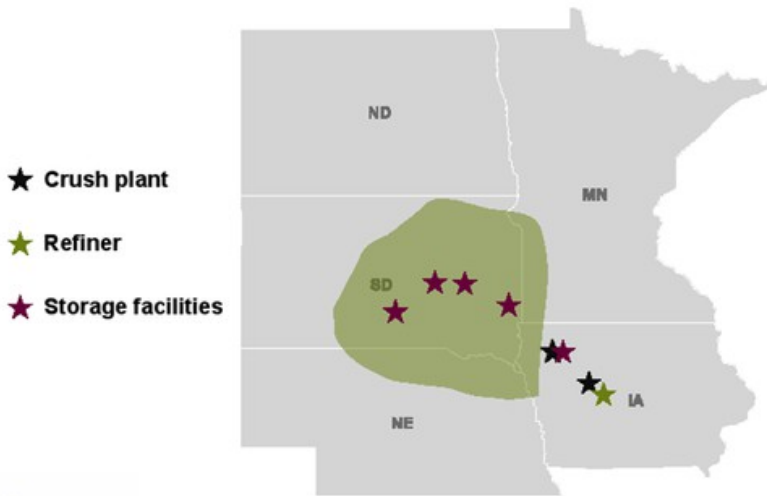 ND
MN
Crush plant
Refiner
SD
Storage facilities
IA
NE